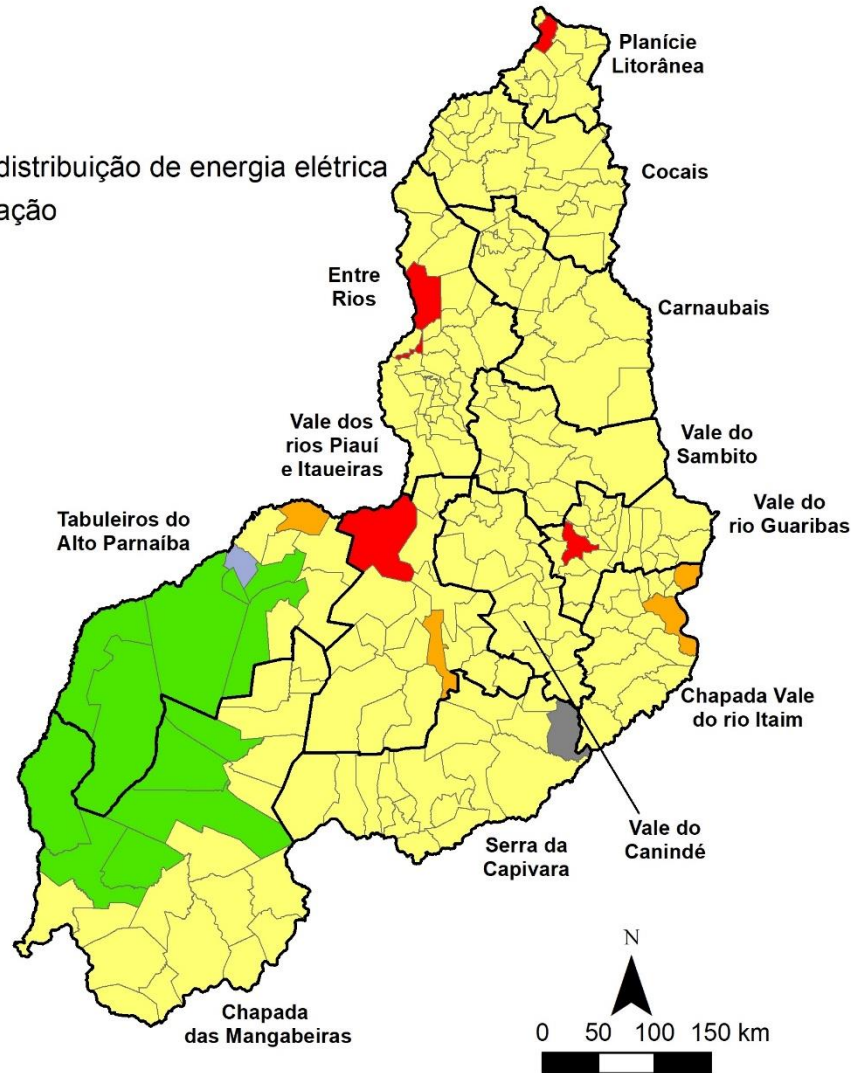 Planície
Litorânea
distribuição de energia elétrica
Cocais
ação
Entre
Rios
Carnaubais
Vale dos
rios Piauí
e Itaueiras
Vale do
Sambito
Vale do
rio Guaribas
Tabuleiros do
Alto Parnaíba
Chapada Vale
do rio Itaim
Vale do
Canindé
Serra da
Capivara
N
Chapada
das Mangabeiras
0 50 100 150 km